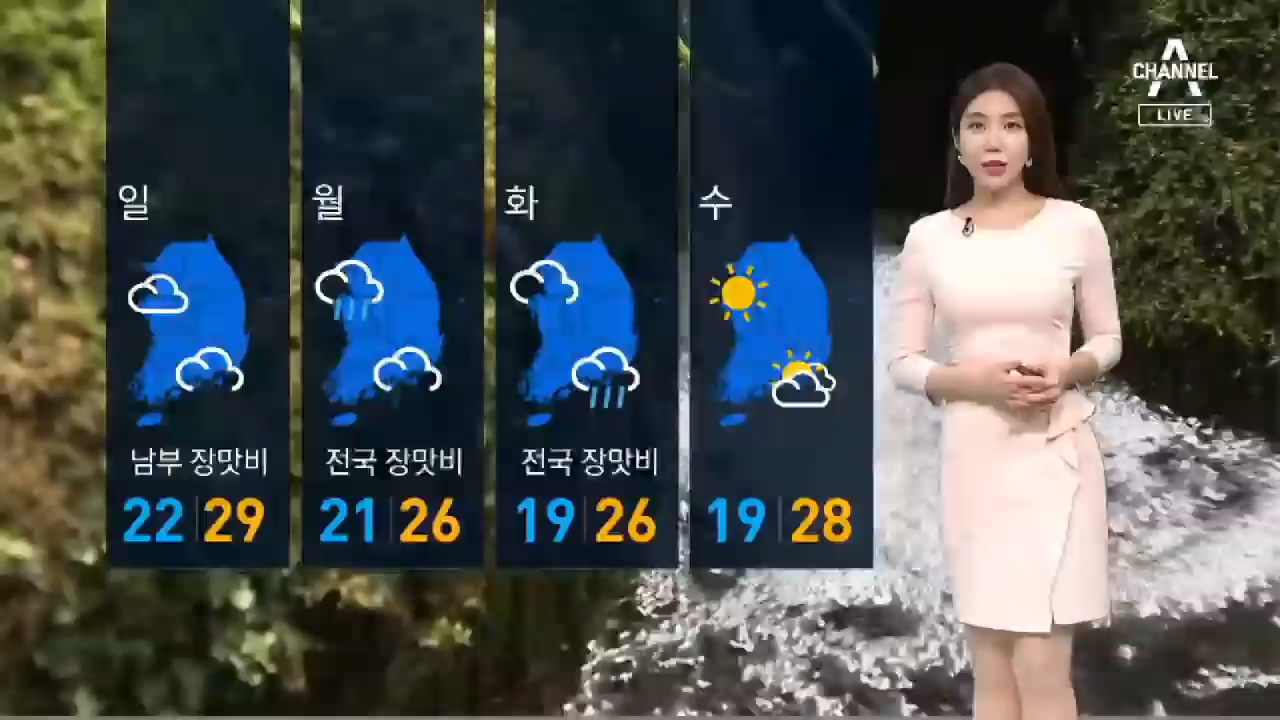 일
남부 장맛비
22 29
월
전국 장맛비
21 26
화
전국 장맛비
19 26
수
19 28
CHANNEL A
LIVE